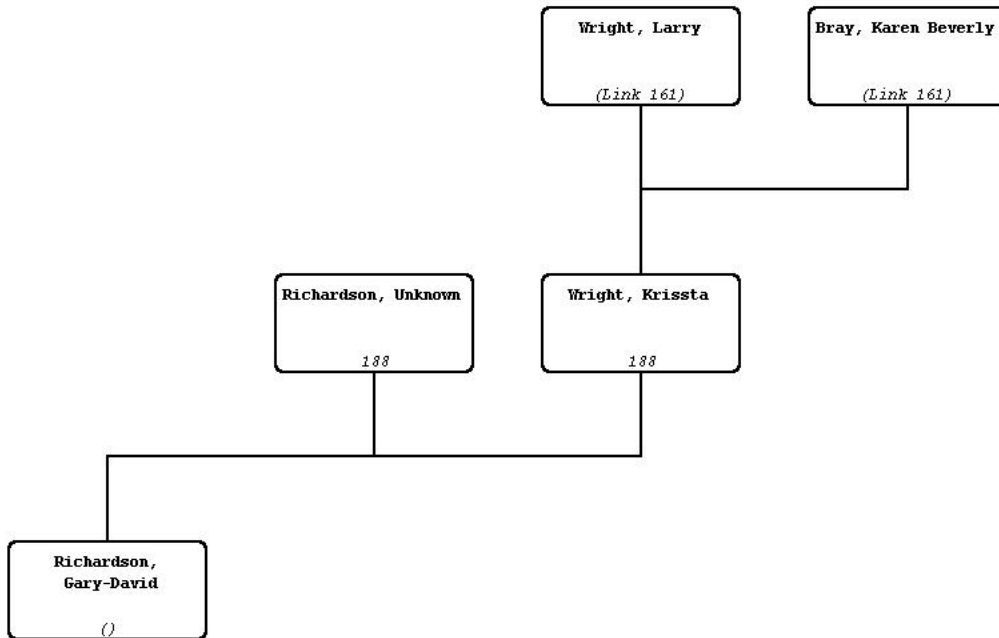 Wright, Larry
(Link 161)
Bray, Karen Beverly
(Link 161)
Richardson, Unknown
188
Wright, Krissta
188
Richardson,
Gary-David
()